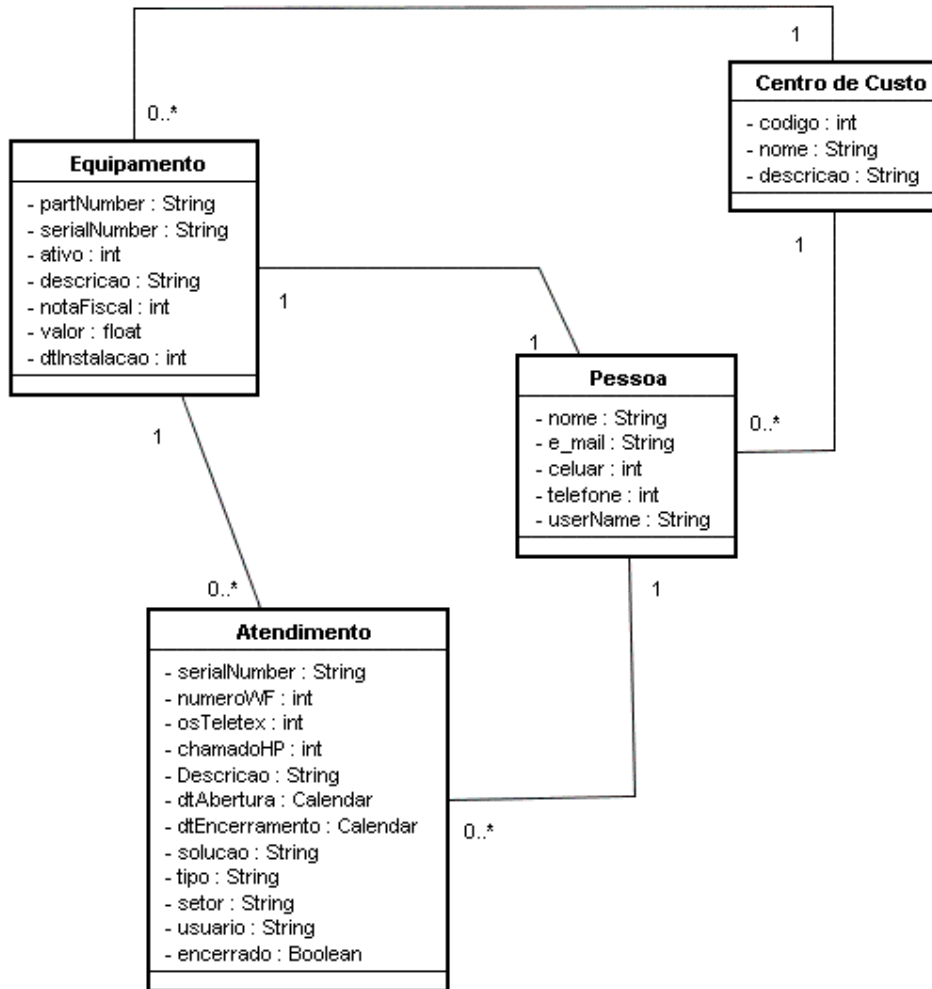 1
Centro de Custo
- codigo : int
- nome : String
- descricao : String
0..*
Equipamento
- partNumber : String
- serialNumber : String
- ativo : int
- descricao : String
- notaFiscal : int
- valor : float
- dtInstalacao : int
1
1
1
Pessoa
- nome : String
- e_mail : String
- celuar : int
- telefone : int
- userName : String
0..*
1
0..*
1
Atendimento
- serialNumber : String
- numeroWF : int
- osTeletex : int
- chamadoHP : int
- Descricao : String
- dtAbertura : Calendar
- dtEncerramento : Calendar
- solucao : String
- tipo : String
- setor : String
- usuario : String
- encerrado : Boolean
0..*